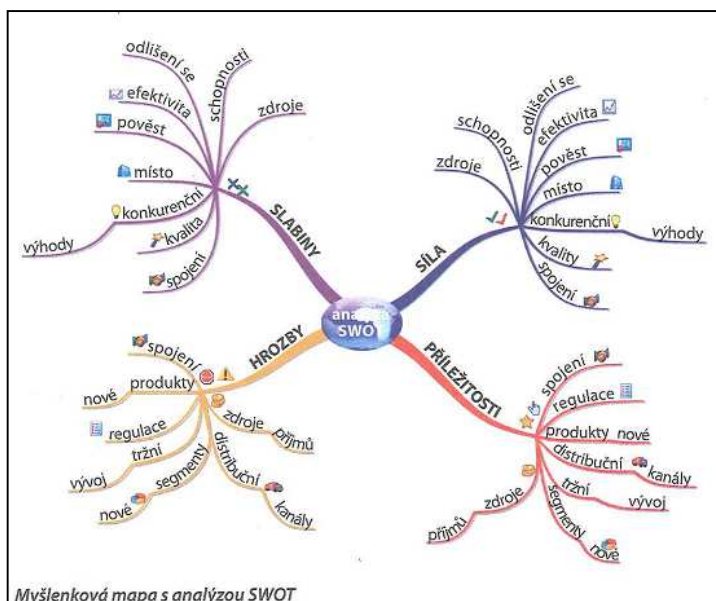 odlišení se
schopnosti
efektivita
zdroje
pověst
místo
konkurenční
výhody
kvalita
spojení
SLABINY
odlišení se
schopnosti
efektivita
pověst
zdroje
místo
konkurenční
výhody
kvality
spojení
SÍLA
analýza
SWOT
HROZBY
spojení
produkty
nové
regulace
zdroje
příjmů
tržní
vývoj
segmenty
nové
distribuční
kanály
PŘÍLEŽITOSTI
spojení
regulace
produkty nové
distribuční
kanály
tržní
vývoj
zdroje
příjmů
segmenty
nové
Myšlenková mapa s analýzou SWOT